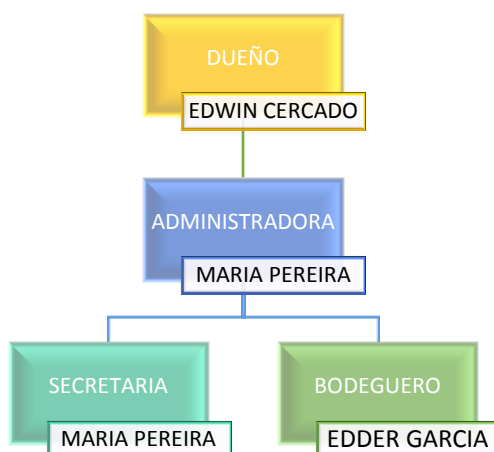 DUEÑO
EDWIN CERCADO
ADMINISTRADORA
MARIA PEREIRA
SECRETARIA
MARIA PEREIRA
BODEGUERO
EDDER GARCIA